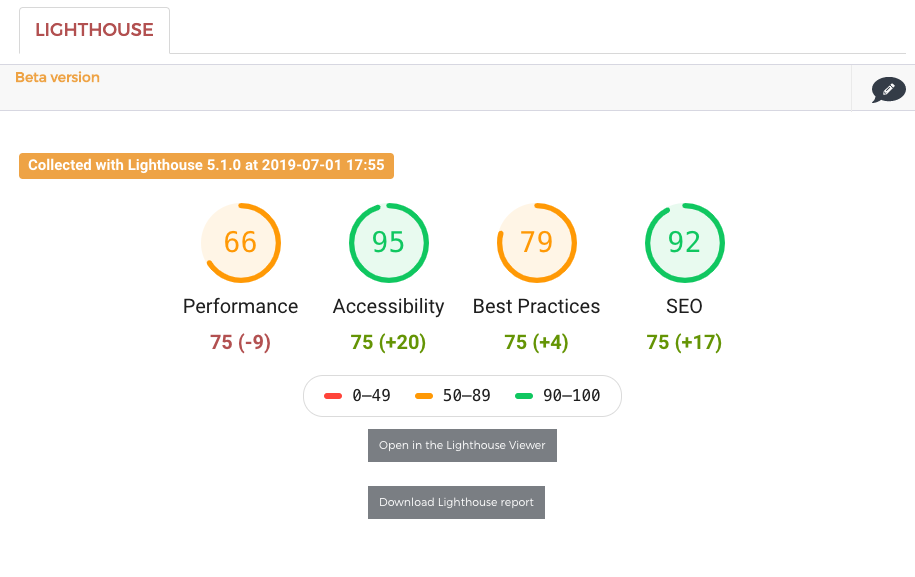 LIGHTHOUSE
Beta version
Collected with Lighthouse 5.1.0 at 2019-07-01 17:55
66 95 79 92
Performance Accessibility Best Practices SEO
75 (-9) 75 (+20) 75 (+4) 75 (+17)
0–49 50–89 90–100
Open in the Lighthouse Viewer
Download Lighthouse report